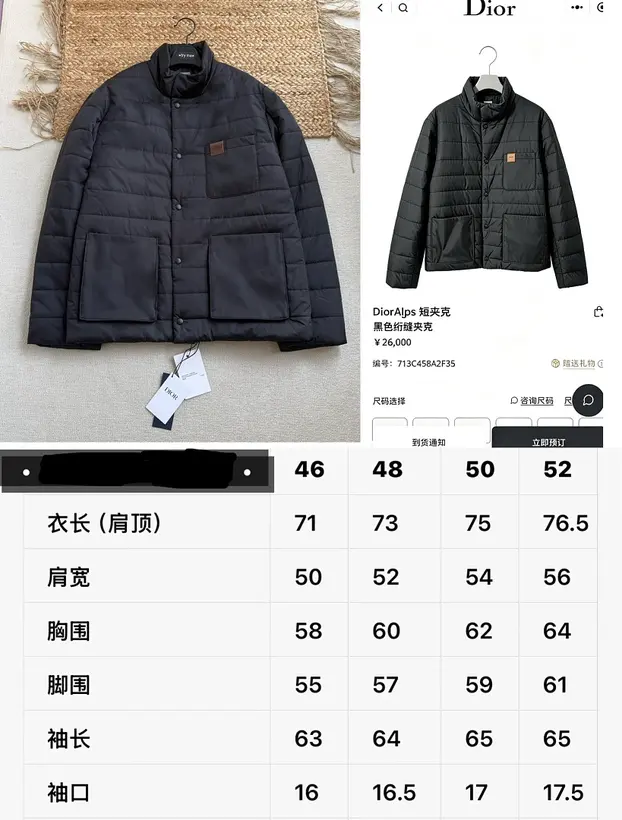 DIOR
Dior
DiorAlps 短夹克
黑色绗缝夹克
¥26,000
编号: 713C458A2F35
赠送礼物
尺码选择
咨询尺码
尺
到货通知
立即预订
46 48 50 52
衣长（肩顶） 71 73 75 76.5
肩宽 50 52 54 56
胸围 58 60 62 64
脚围 55 57 59 61
袖长 63 64 65 65
袖口 16 16.5 17 17.5